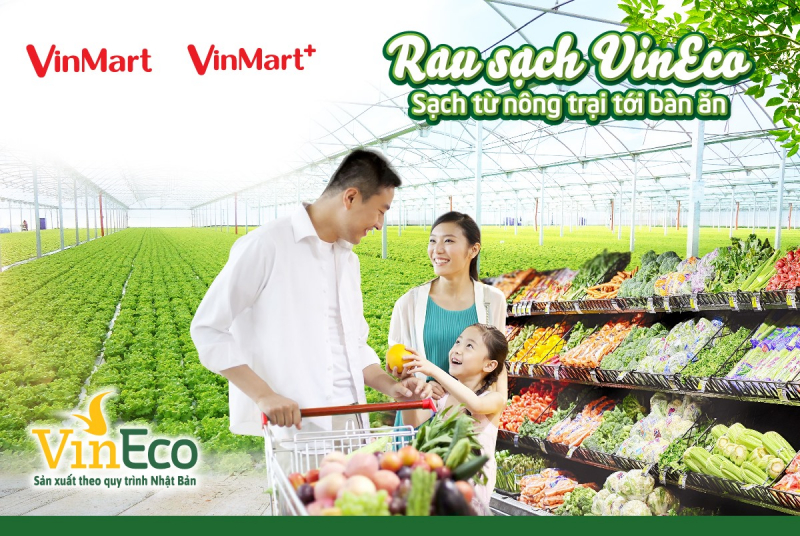 VinMart VinMart+
Rau sạch VinEco
Sạch từ nông trại tới bàn ăn
VinEco
Sản xuất theo quy trình Nhật Bản